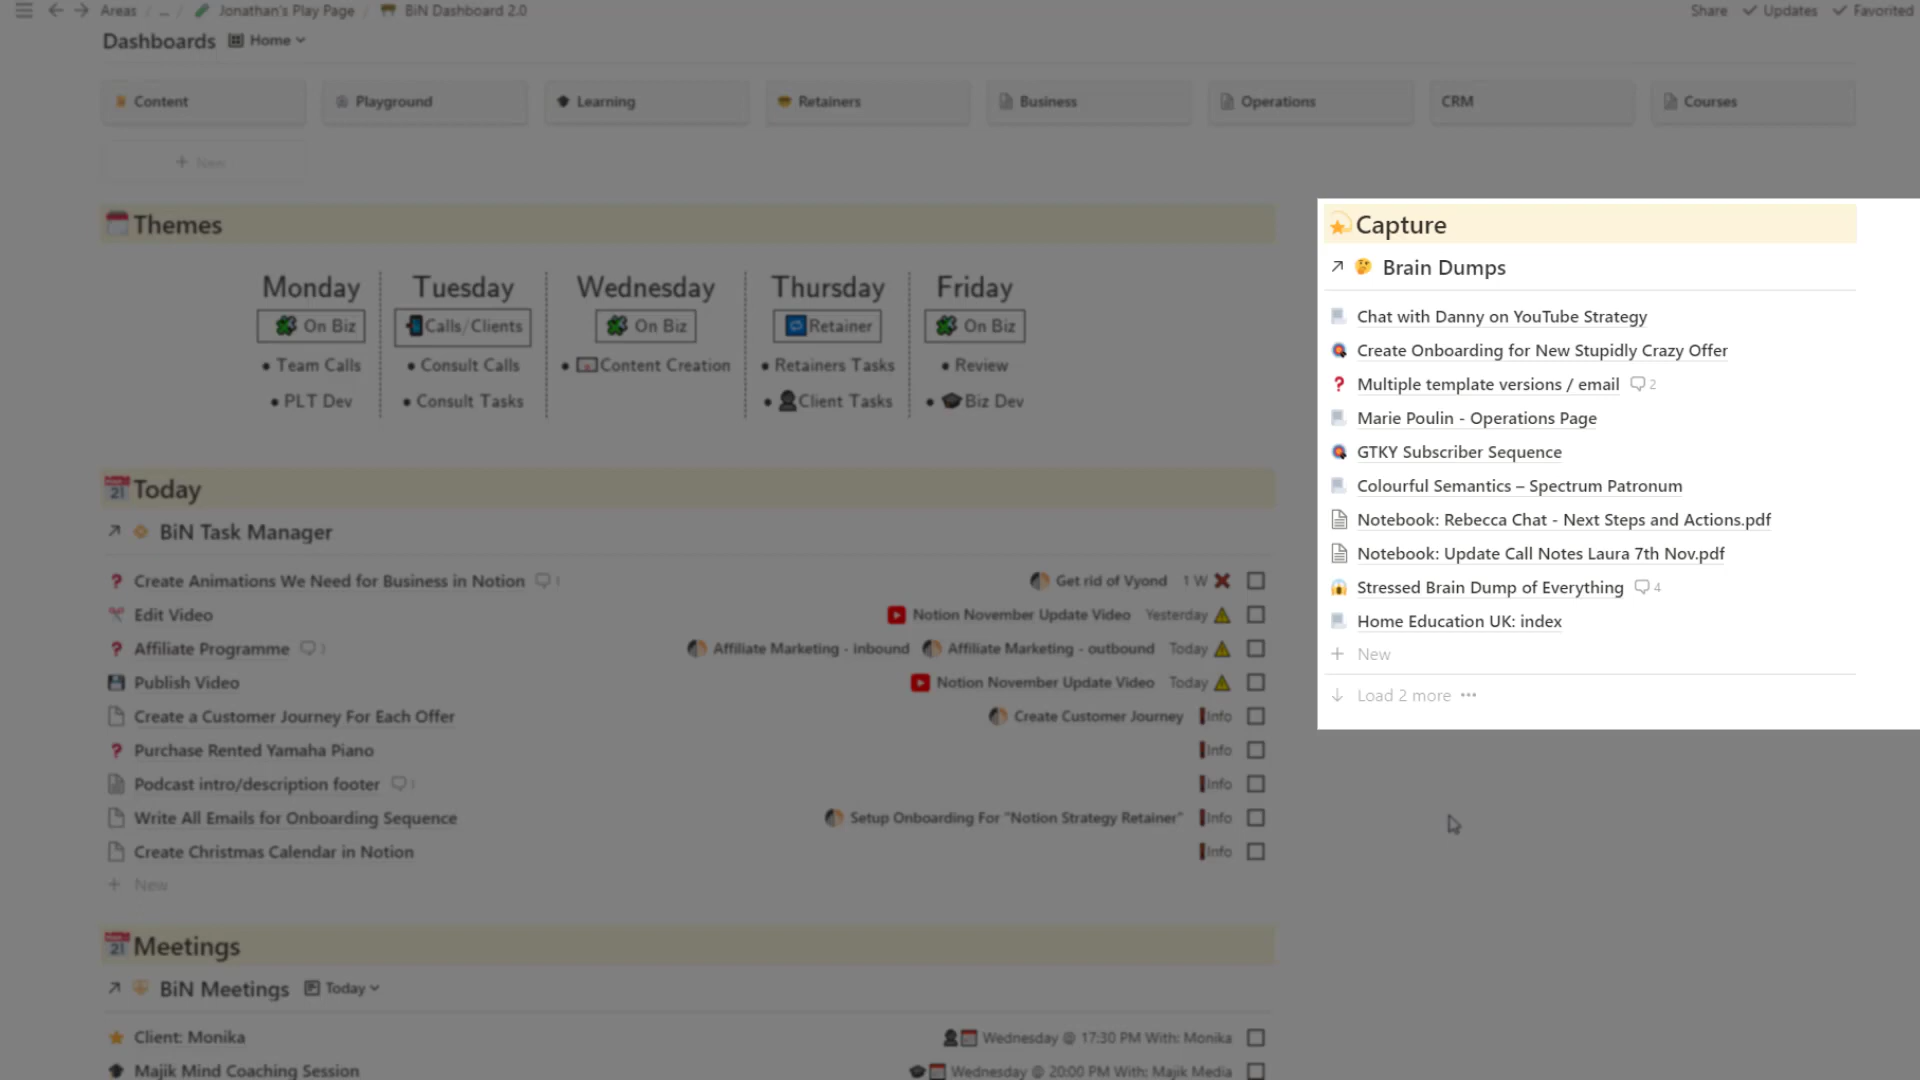 Areas / ... / Jonathan's Play Page / BiN Dashboard 2.0
Share Updates Favorited
Dashboards Home
Content Playground Learning Retainers Business Operations CRM Courses
+ New
Themes
Monday Tuesday Wednesday Thursday Friday
On Biz Calls/Clients On Biz Retainer On Biz
• Team Calls • Consult Calls • Content Creation • Retainers Tasks • Review
• PLT Dev • Consult Tasks • Client Tasks • Biz Dev
Today
BiN Task Manager
Create Animations We Need for Business in Notion 1 Get rid of Vyond 1 W
Edit Video Notion November Update Video Yesterday
Affiliate Programme Affiliate Marketing - inbound Affiliate Marketing - outbound Today
Publish Video Notion November Update Video Today
Create a Customer Journey For Each Offer Create Customer Journey Info
Purchase Rented Yamaha Piano Info
Podcast intro/description footer 1 Info
Write All Emails for Onboarding Sequence Setup Onboarding For "Notion Strategy Retainer" Info
Create Christmas Calendar in Notion Info
+ New
Meetings
BiN Meetings Today
Client: Monika Wednesday @ 17:30 PM With: Monika
Majik Mind Coaching Session Wednesday @ 20:00 PM With: Majik Media
Capture
Brain Dumps
Chat with Danny on YouTube Strategy
Create Onboarding for New Stupidly Crazy Offer
Multiple template versions / email 2
Marie Poulin - Operations Page
GTKY Subscriber Sequence
Colourful Semantics – Spectrum Patronum
Notebook: Rebecca Chat - Next Steps and Actions.pdf
Notebook: Update Call Notes Laura 7th Nov.pdf
Stressed Brain Dump of Everything 4
Home Education UK: index
+ New
Load 2 more ...